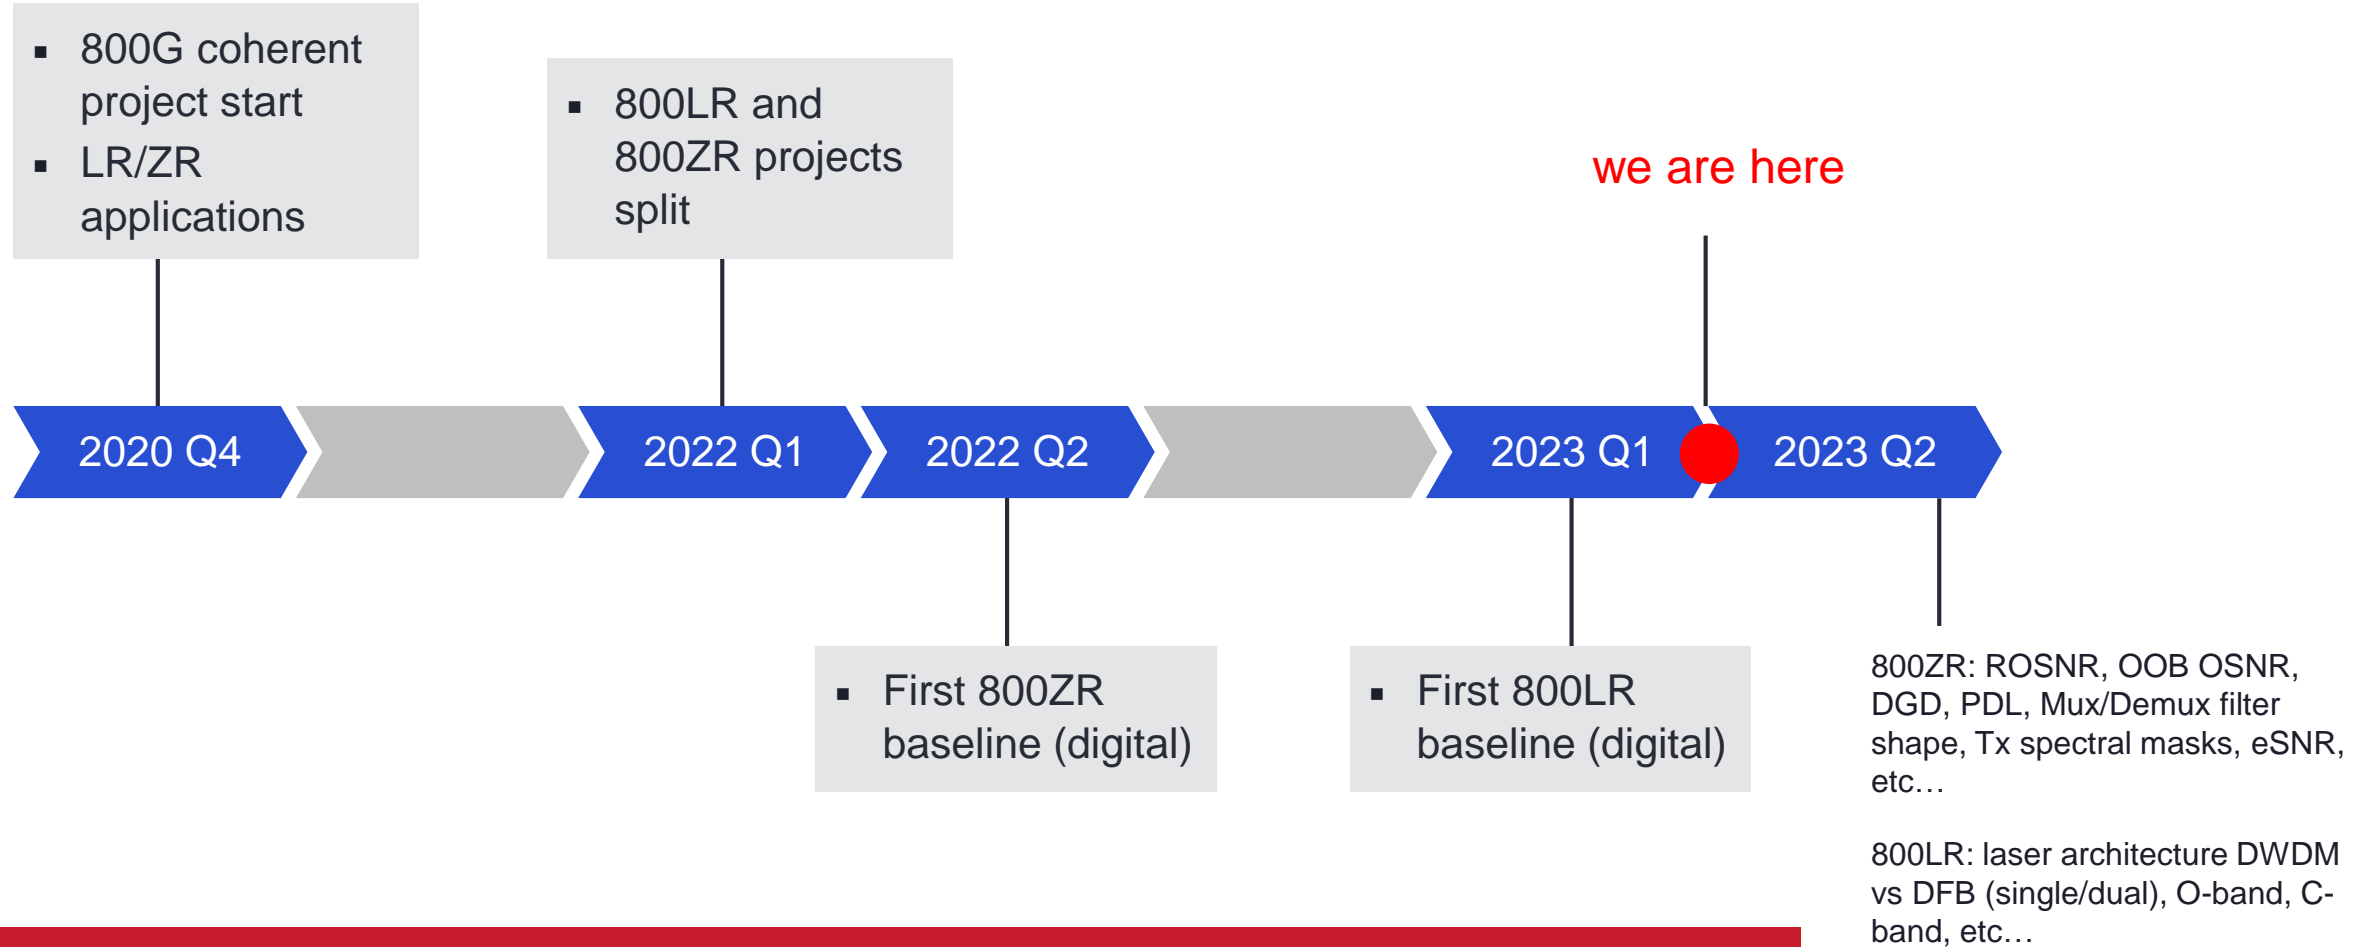 ▪ 800G coherent
project start
▪ LR/ZR
applications
▪ 800LR and
800ZR projects
split
we are here
2020 Q4
2022 Q1
2022 Q2
2023 Q1
2023 Q2
▪ First 800ZR
baseline (digital)
▪ First 800LR
baseline (digital)
800ZR: ROSNR, OOB OSNR,
DGD, PDL, Mux/Demux filter
shape, Tx spectral masks, eSNR,
etc…
800LR: laser architecture DWDM
vs DFB (single/dual), O-band, C-
band, etc…